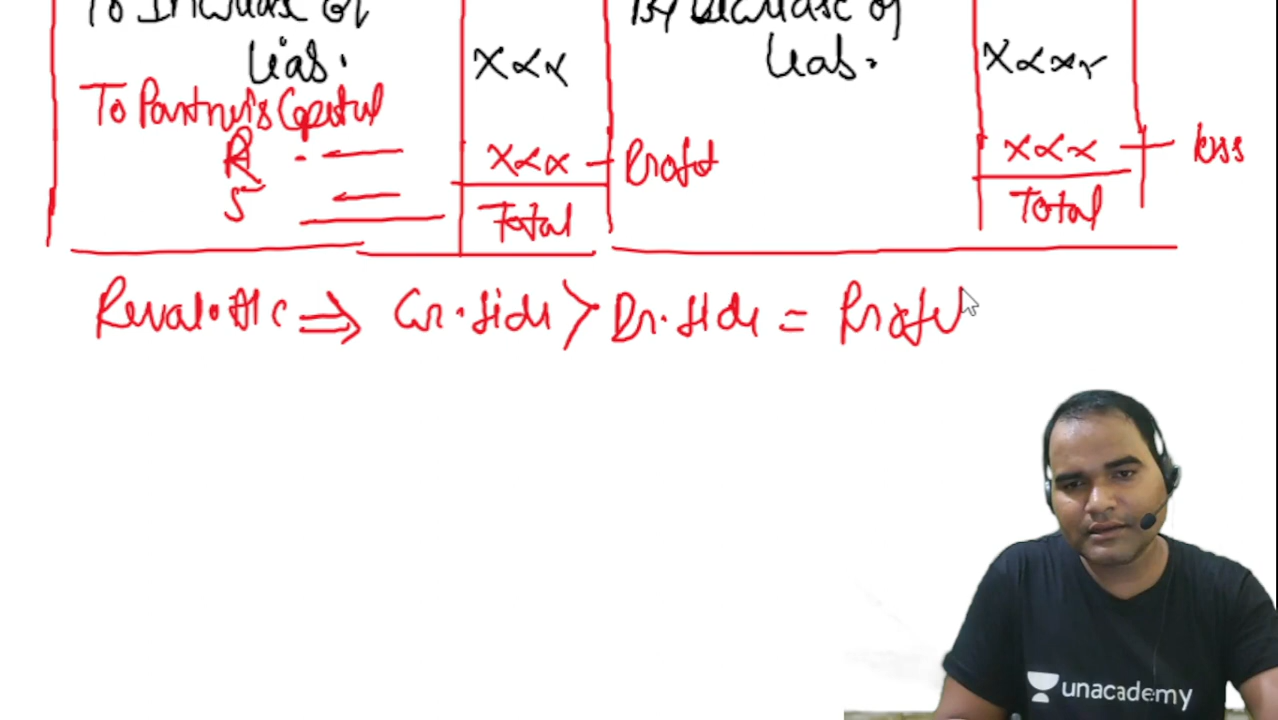 To Increase of By Decrease of
Liab. xxx Liab. xxxx
To Partner's Capital
R xxx Profit xxx loss
S Total Total
Reval. A/c ⇒ Cr. side > Dr. side = Profit
unacademy